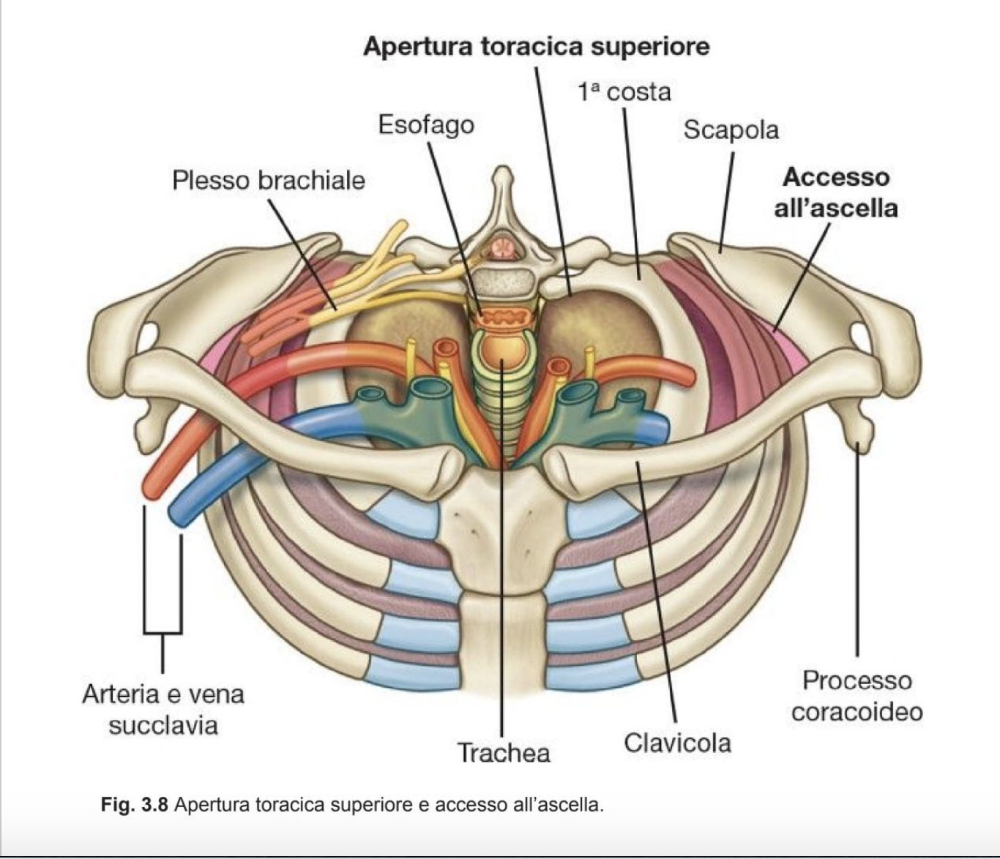 Apertura toracica superiore
1ª costa
Esofago
Scapola
Plesso brachiale
Accesso
all'ascella
Arteria e vena
succlavia
Trachea
Clavicola
Processo
coracoideo
Fig. 3.8 Apertura toracica superiore e accesso all'ascella.